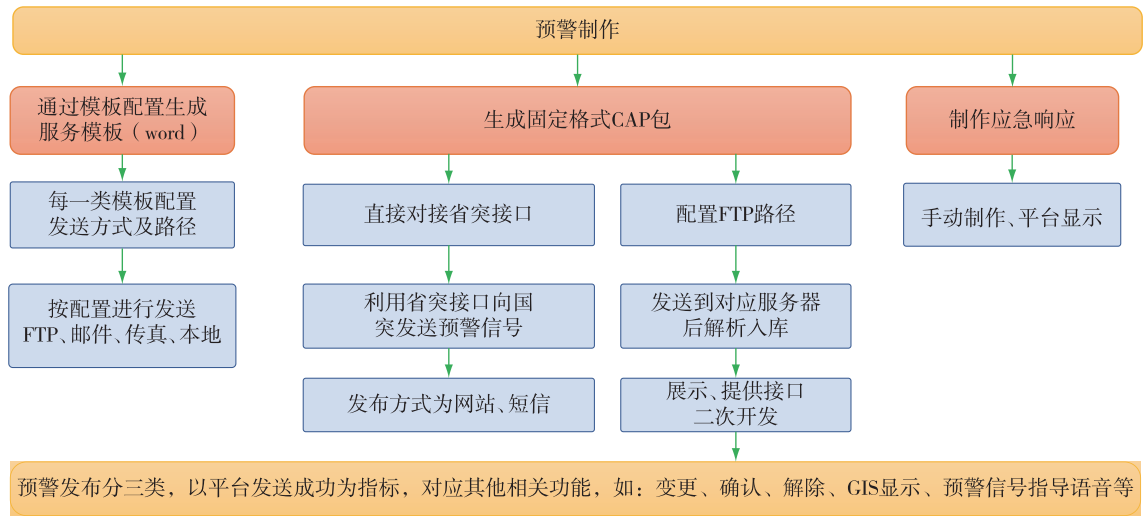 预警制作
通过模板配置生成
服务模板（word）
生成固定格式CAP包
制作应急响应
每一类模板配置
发送方式及路径
直接对接省突接口
配置FTP路径
手动制作、平台显示
按配置进行发送
FTP、邮件、传真、本地
利用省突接口向国
突发送预警信号
发送到对应服务器
后解析入库
发布方式为网站、短信
展示、提供接口
二次开发
预警发布分三类，以平台发送成功为指标，对应其他相关功能，如：变更、确认、解除、GIS显示、预警信号指导语音等